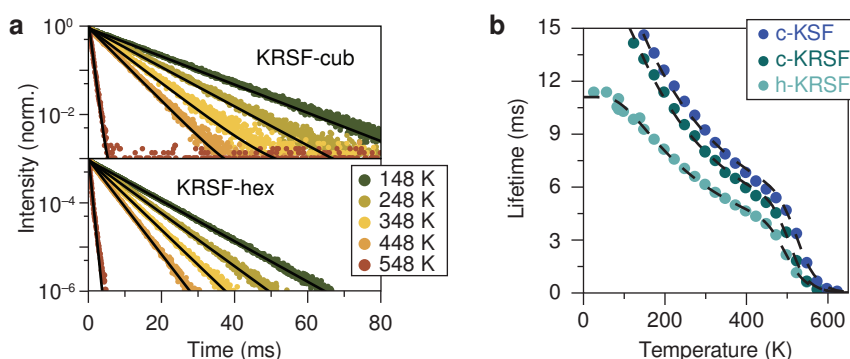 a
Intensity (norm.)
10⁰
10⁻²
10⁻⁴
10⁻⁶
KRSF-cub
KRSF-hex
148 K
248 K
348 K
448 K
548 K
0 20 40 60 80
Time (ms)
b
Lifetime (ms)
15
12
9
6
3
0
c-KSF
c-KRSF
h-KRSF
0 200 400 600
Temperature (K)